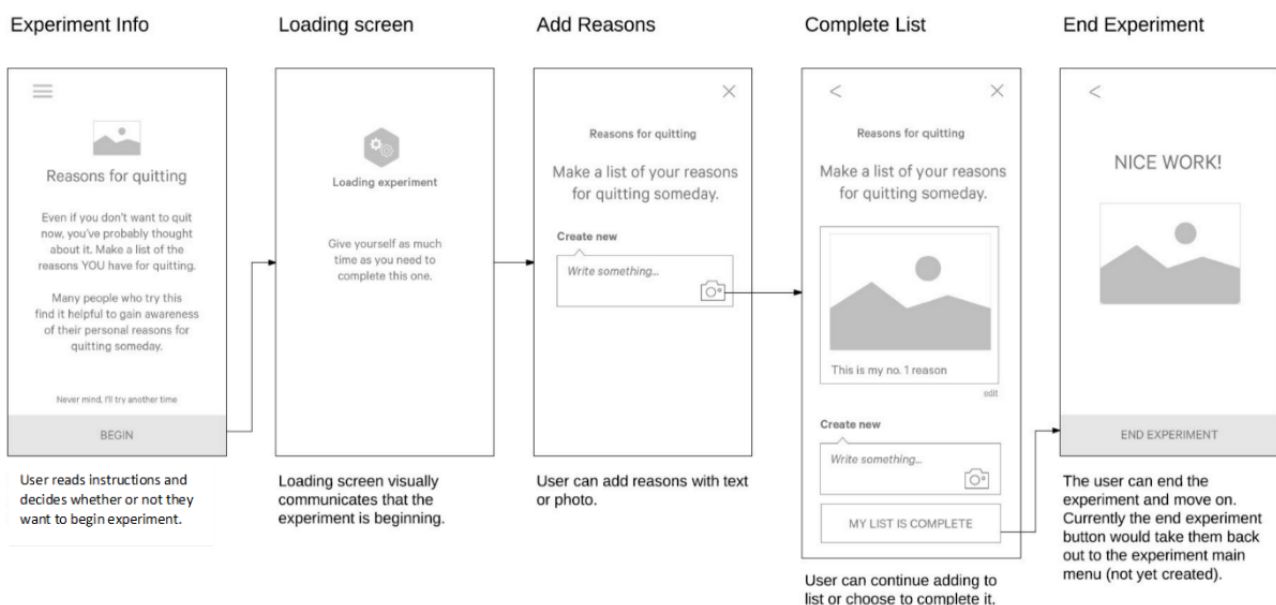 Experiment Info
Reasons for quitting
Even if you don't want to quit
now, you've probably thought
about it. Make a list of the
reasons YOU have for quitting.
Many people who try this
find it helpful to gain awareness
of their personal reasons for
quitting someday.
Never mind, I'll try another time
BEGIN
User reads instructions and
decides whether or not they
want to begin experiment.
Loading screen
Loading experiment
Give yourself as much
time as you need to
complete this one.
Loading screen visually
communicates that the
experiment is beginning.
Add Reasons
Reasons for quitting
Make a list of your reasons
for quitting someday.
Create new
Write something...
User can add reasons with text
or photo.
Complete List
Reasons for quitting
Make a list of your reasons
for quitting someday.
This is my no. 1 reason
edit
Create new
Write something...
MY LIST IS COMPLETE
User can continue adding to
list or choose to complete it.
End Experiment
NICE WORK!
END EXPERIMENT
The user can end the
experiment and move on.
Currently the end experiment
button would take them back
out to the experiment main
menu (not yet created).